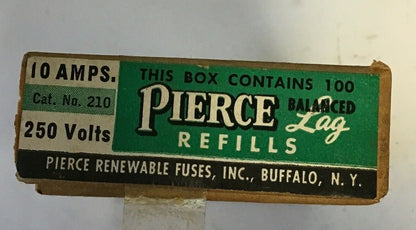 10 AMPS.
Cat. No. 210
250 Volts
THIS BOX CONTAINS 100
PIERCE BALANCED Lag
REFILLS
PIERCE RENEWABLE FUSES, INC., BUFFALO, N. Y.